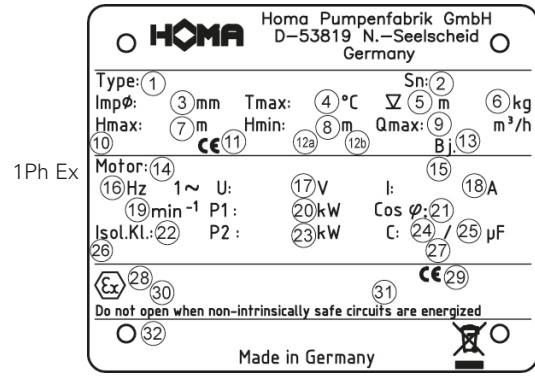 HOMA Homa Pumpenfabrik GmbH
D-53819 N.-Seelscheid
Germany
Type: 1 Sn: 2
ImpØ: 3 mm Tmax: 4 °C ∇ 5 m 6 kg
Hmax: 7 m Hmin: 8 m Qmax: 9 m³/h
10 CE 11 12a 12b Bj: 13
1Ph Ex
Motor: 14 15
16 Hz 1~ U: 17 V I: 18 A
19 min⁻¹ P1: 20 kW Cos φ: 21
Isol.Kl.: 22 P2: 23 kW C: 24 / 25 µF
26 27
Ex 28 CE 29
30 31
Do not open when non-intrinsically safe circuits are energized
32
Made in Germany